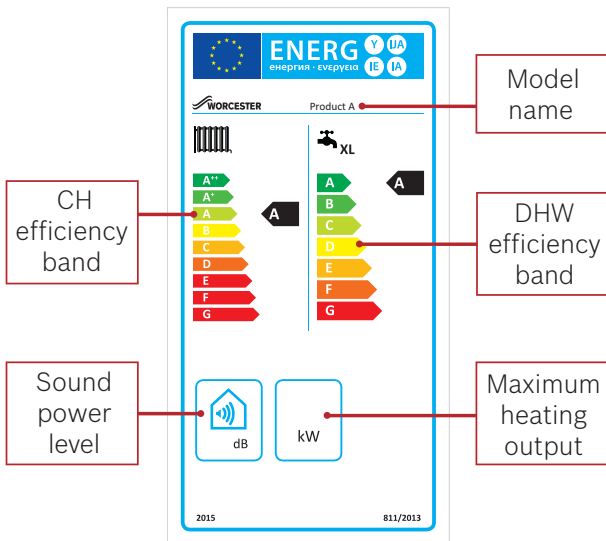 ENERG
Y IJA
IE IA
енергия · ενεργεια
WORCESTER
Product A
Model
name
XL
A++
A+
A
B
C
D
E
F
G
A
A
B
C
D
E
F
G
A
CH
efficiency
band
DHW
efficiency
band
Sound
power
level
dB
kW
Maximum
heating
output
2015
811/2013